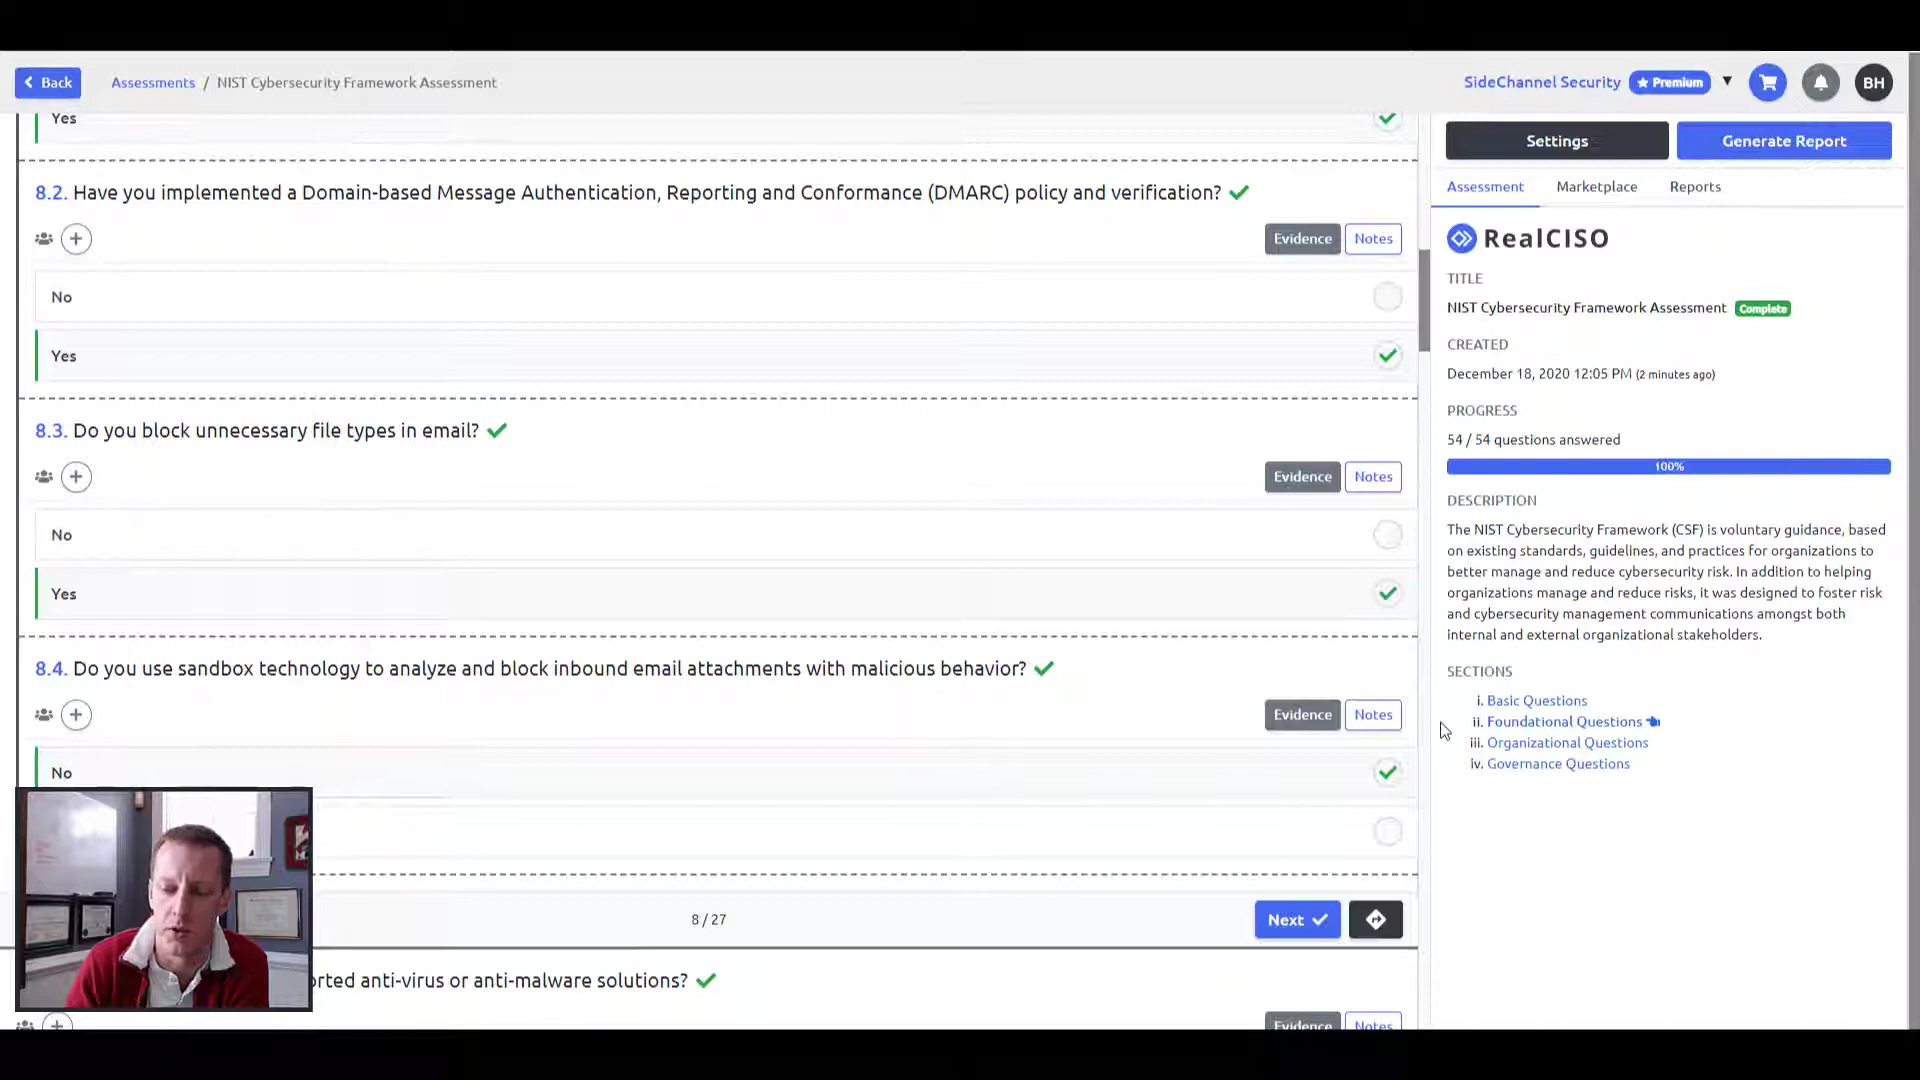 Back
Assessments / NIST Cybersecurity Framework Assessment
SideChannel Security
Premium
BH
Yes
8.2. Have you implemented a Domain-based Message Authentication, Reporting and Conformance (DMARC) policy and verification?
Evidence
Notes
No
Yes
8.3. Do you block unnecessary file types in email?
Evidence
Notes
No
Yes
8.4. Do you use sandbox technology to analyze and block inbound email attachments with malicious behavior?
Evidence
Notes
No
8 / 27
Next
orted anti-virus or anti-malware solutions?
Evidence
Notes
Settings
Generate Report
Assessment
Marketplace
Reports
RealCISO
TITLE
NIST Cybersecurity Framework Assessment Complete
CREATED
December 18, 2020 12:05 PM (2 minutes ago)
PROGRESS
54 / 54 questions answered
100%
DESCRIPTION
The NIST Cybersecurity Framework (CSF) is voluntary guidance, based
on existing standards, guidelines, and practices for organizations to
better manage and reduce cybersecurity risk. In addition to helping
organizations manage and reduce risks, it was designed to foster risk
and cybersecurity management communications amongst both
internal and external organizational stakeholders.
SECTIONS
i. Basic Questions
ii. Foundational Questions
iii. Organizational Questions
iv. Governance Questions